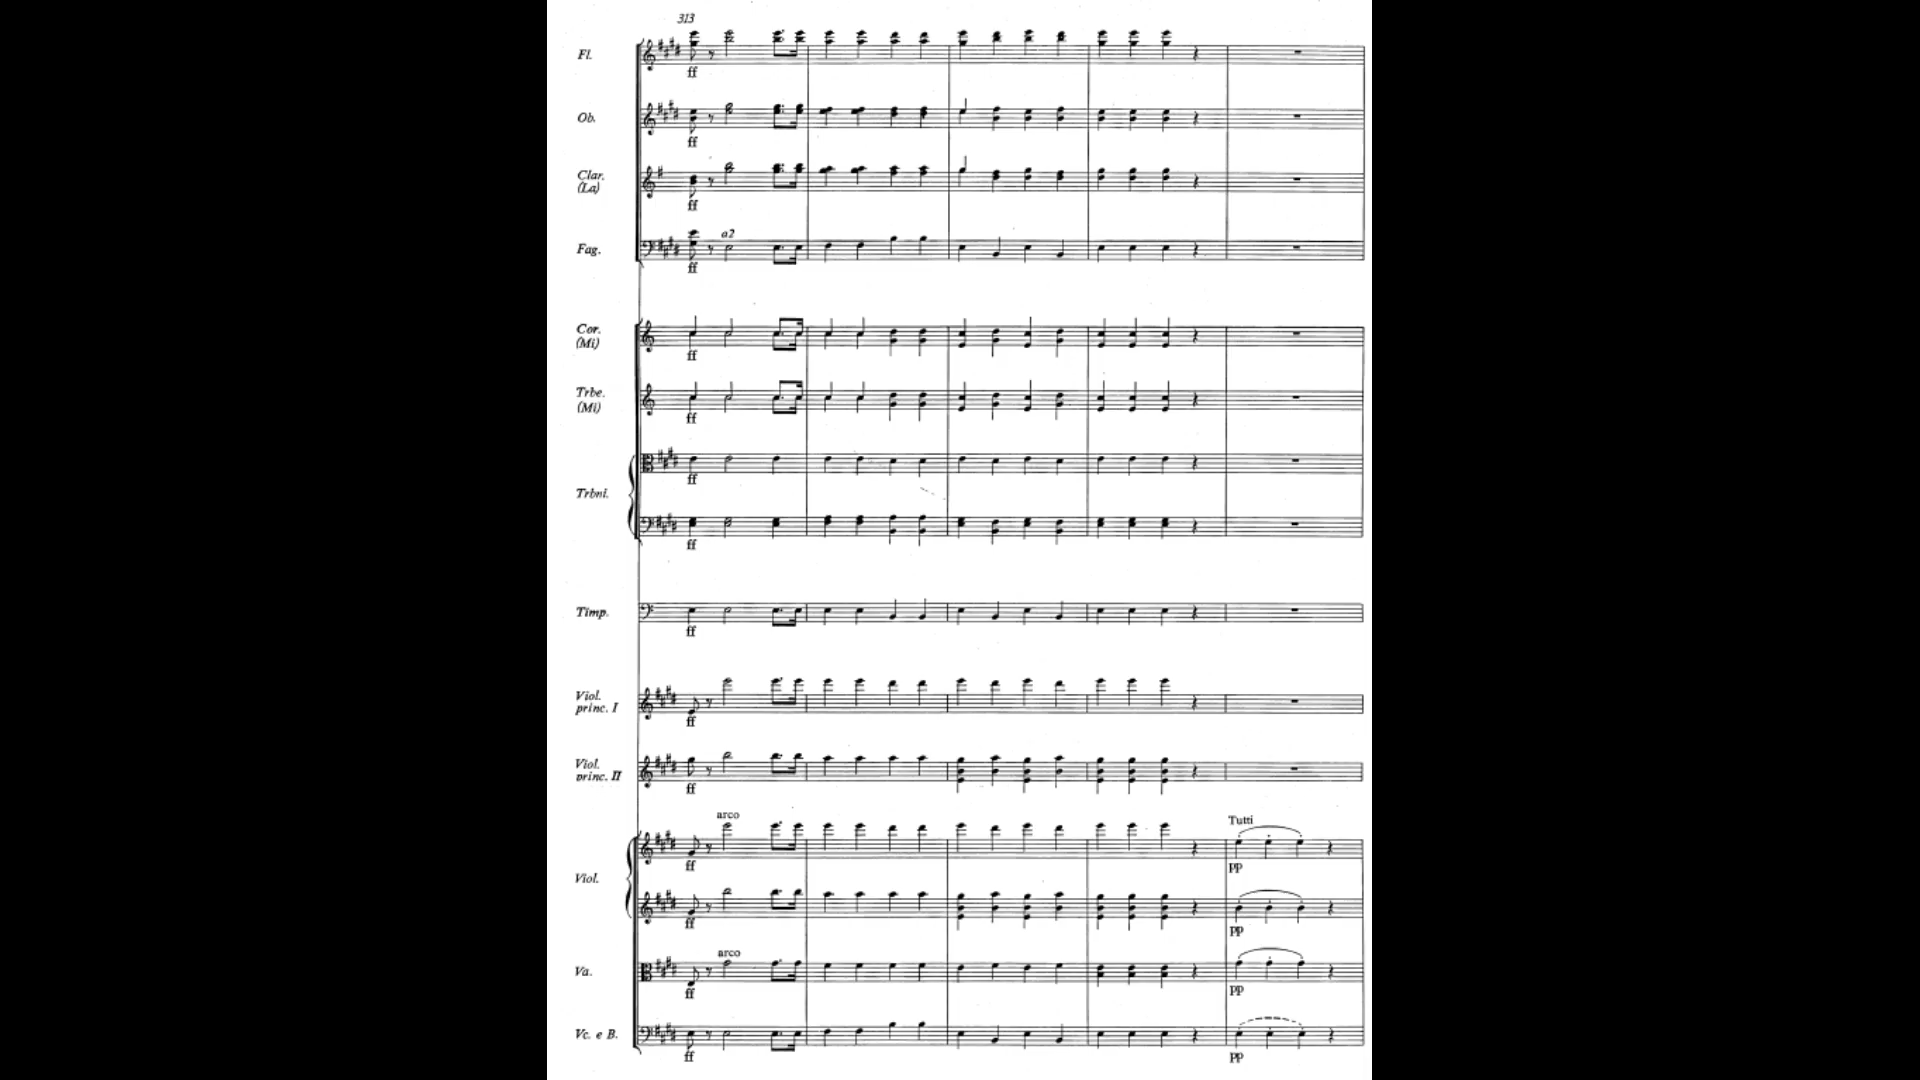 313
Fl.
ff
Ob.
ff
Clar.
(La)
ff
a2
Fag.
ff
Cor.
(Mi)
ff
Trbe.
(Mi)
ff
ff
Trbni.
ff
Timp.
ff
Viol.
princ. I
ff
Viol.
princ. II
ff
arco
Tutti
ff
pp
Viol.
ff
pp
arco
Va.
ff
pp
Vc. e B.
ff
pp